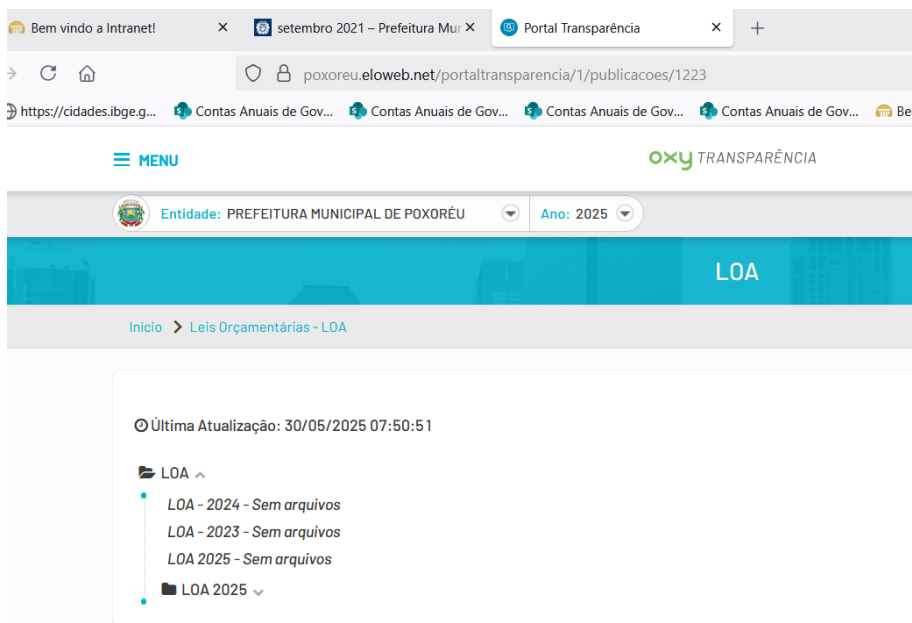 Bem vindo a Intranet!
setembro 2021 – Prefeitura Mur
Portal Transparência
poxoreu.eloweb.net/portaltransparencia/1/publicacoes/1223
https://cidades.ibge.g...
Contas Anuais de Gov...
Contas Anuais de Gov...
Contas Anuais de Gov...
Contas Anuais de Gov...
Be
MENU
oxy TRANSPARÊNCIA
Entidade: PREFEITURA MUNICIPAL DE POXORÉU
Ano: 2025
LOA
Início > Leis Orçamentárias - LOA
Última Atualização: 30/05/2025 07:50:51
LOA
LOA - 2024 - Sem arquivos
LOA - 2023 - Sem arquivos
LOA 2025 - Sem arquivos
LOA 2025